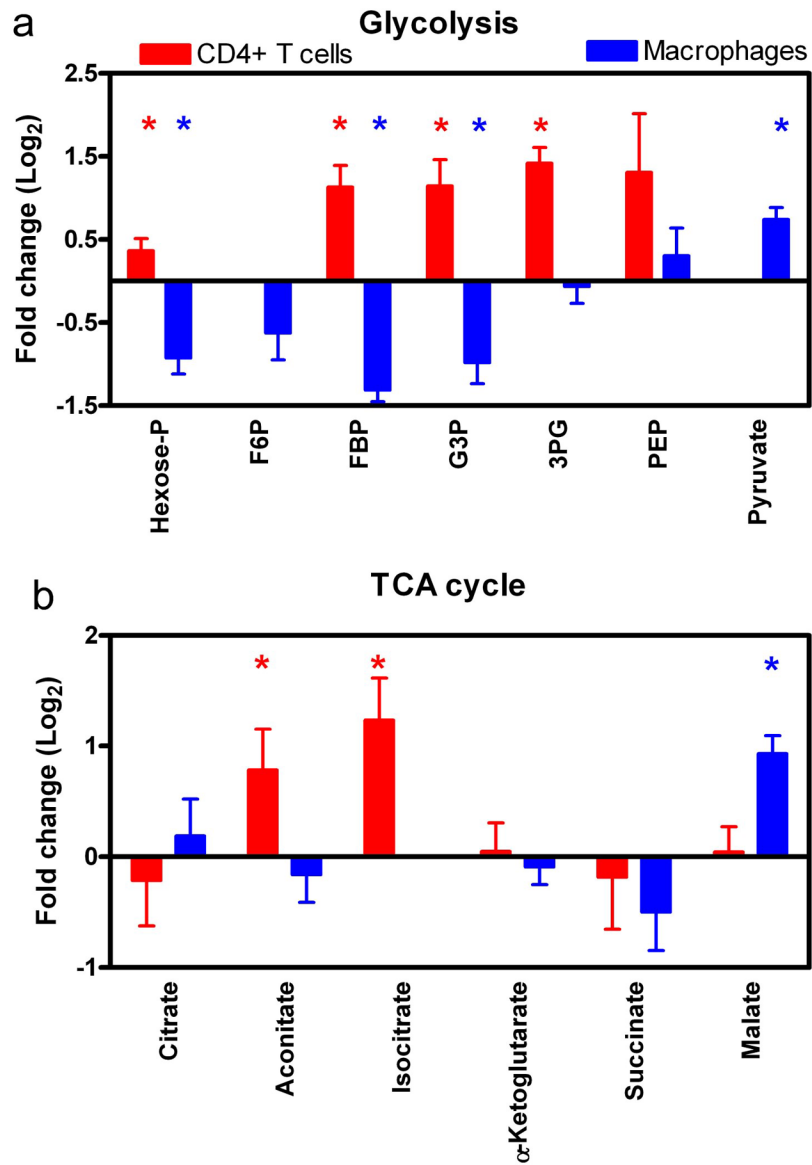 a
Glycolysis
CD4+ T cells
Macrophages
Fold change (Log2)
2.5
1.5
0.5
-0.5
-1.5
* * * * * * * *
Hexose-P
F6P
FBP
G3P
3PG
PEP
Pyruvate
b
TCA cycle
Fold change (Log2)
2
1
0
-1
* * *
Citrate
Aconitate
Isocitrate
α-Ketoglutarate
Succinate
Malate